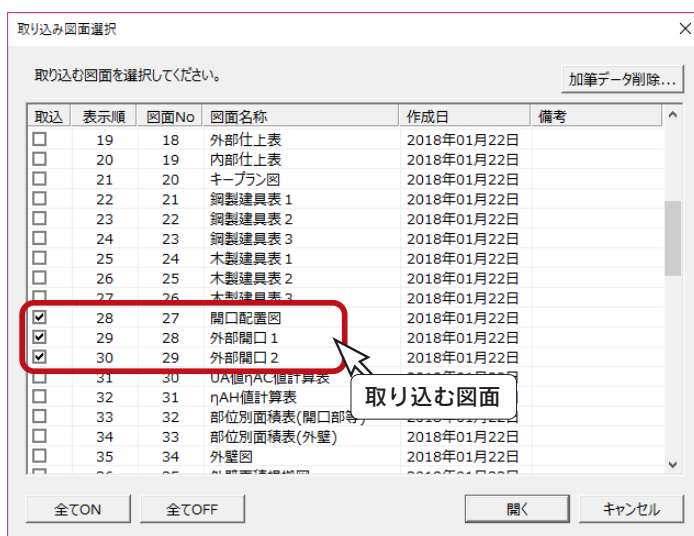 取り込み図面選択
取り込む図面を選択してください。
加筆データ削除...
取込 表示順 図面No 図面名称 作成日 備考
19 18 外部仕上表 2018年01月22日
20 19 内部仕上表 2018年01月22日
21 20 キープラン図 2018年01月22日
22 21 鋼製建具表1 2018年01月22日
23 22 鋼製建具表2 2018年01月22日
24 23 鋼製建具表3 2018年01月22日
25 24 木製建具表1 2018年01月22日
26 25 木製建具表2 2018年01月22日
27 26 木製建具表3 2018年01月22日
28 27 開口配置図 2018年01月22日
29 28 外部開口1 2018年01月22日
30 29 外部開口2 2018年01月22日
31 30 UA値ηAC値計算表
32 31 ηAH値計算表
取り込む図面
33 32 部位別面積表(開口部等)
34 33 部位別面積表(外壁) 2018年01月22日
35 34 外壁図 2018年01月22日
全てON 全てOFF 開く キャンセル